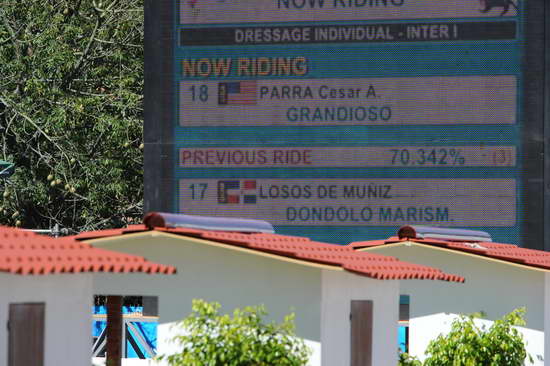 NOW RIDING
DRESSAGE INDIVIDUAL - INTER I
NOW RIDING
18 PARRA Cesar A.
GRANDIOSO
PREVIOUS RIDE 70.342% (3)
17 LOSOS DE MUÑIZ
DONDOLO MARISM.